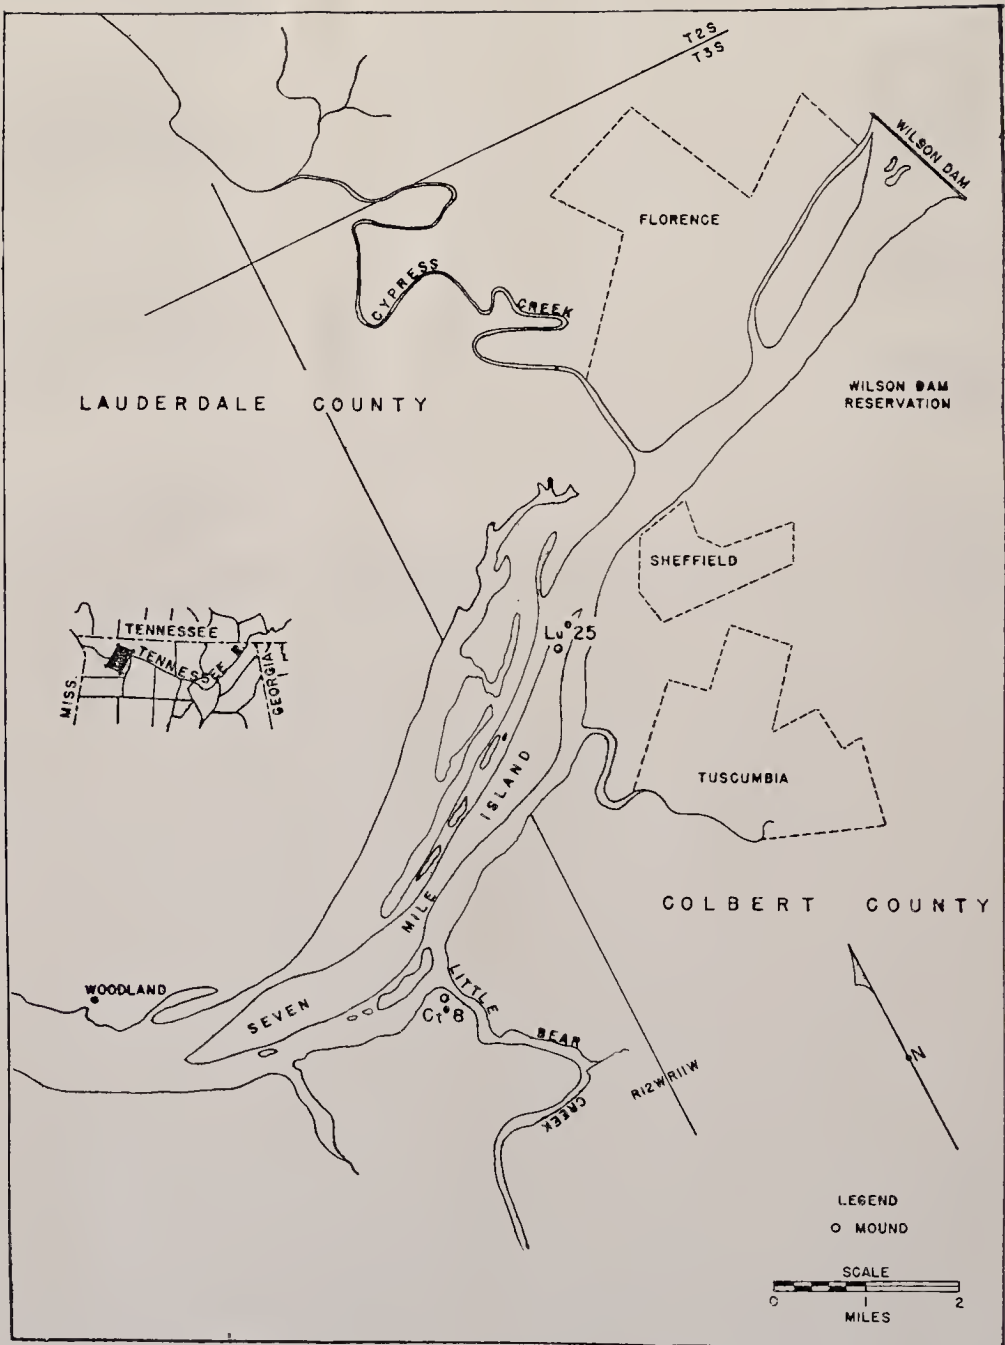 T2S
T3S
WILSON DAM
FLORENCE
CYPRESS CREEK
LAUDERDALE COUNTY
WILSON DAM
RESERVATION
SHEFFIELD
TENNESSEE
TENNESSEE R.
MISS.
GEORGIA
Lu° 25
TUSCUMBIA
SEVEN MILE ISLAND
COLBERT COUNTY
WOODLAND
LITTLE BEAR CREEK
Ct° 8
R12W R11W
N
LEGEND
O MOUND
SCALE
0 1 2
MILES